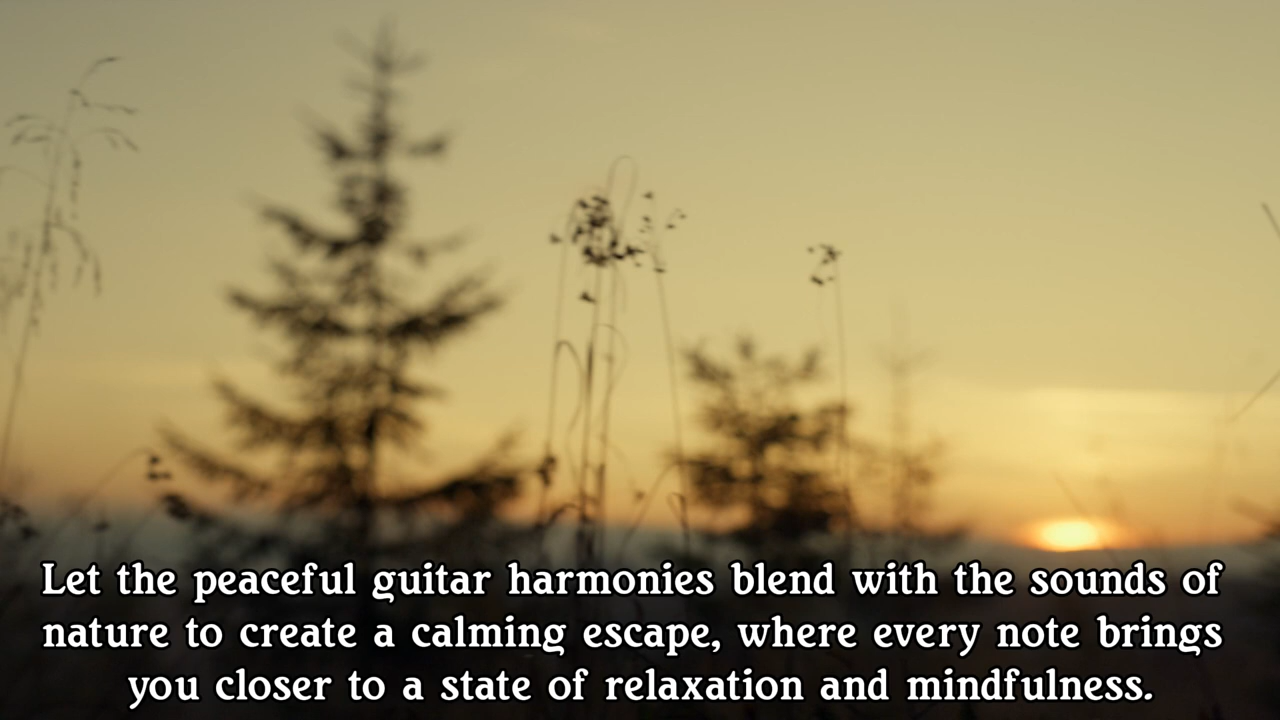 Let the peaceful guitar harmonies blend with the sounds of
nature to create a calming escape, where every note brings
you closer to a state of relaxation and mindfulness.